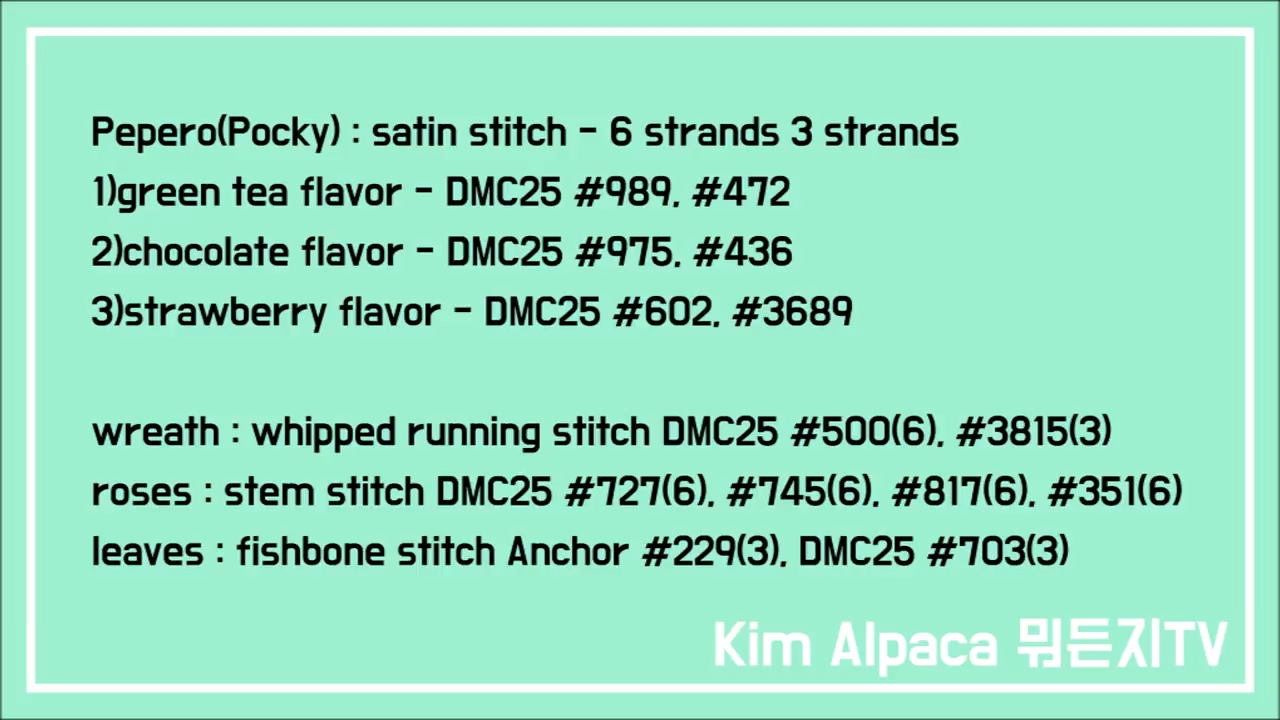 Pepero(Pocky) : satin stitch - 6 strands 3 strands
1)green tea flavor - DMC25 #989, #472
2)chocolate flavor - DMC25 #975, #436
3)strawberry flavor - DMC25 #602, #3689
wreath : whipped running stitch DMC25 #500(6), #3815(3)
roses : stem stitch DMC25 #727(6), #745(6), #817(6), #351(6)
leaves : fishbone stitch Anchor #229(3), DMC25 #703(3)
Kim Alpaca 뭐든지TV